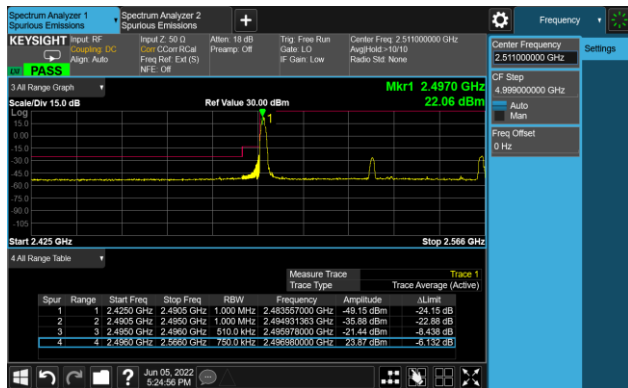 Spectrum Analyzer 1
Spurious Emissions
Spectrum Analyzer 2
Spurious Emissions
Frequency
KEYSIGHT
Input: RF
Coupling: DC
Align: Auto
Input Z: 50 Ω
Corr CCorr RCal
Freq Ref: Ext (S)
NFE: Off
Atten: 18 dB
Preamp: Off
Trig: Free Run
Gate: LO
IF Gain: Low
Center Freq: 2.511000000 GHz
Avg|Hold:>10/10
Radio Std: None
PASS
Center Frequency
2.511000000 GHz
Settings
CF Step
4.999000000 GHz
Auto
Man
Freq Offset
0 Hz
3 All Range Graph
Mkr1 2.4970 GHz
22.06 dBm
Scale/Div 15.0 dB
Ref Value 30.00 dBm
Log
15.0
0.00
-15.0
-30.0
-45.0
-60.0
-75.0
-90.0
-105
1
Start 2.425 GHz
Stop 2.566 GHz
4 All Range Table
Measure Trace Trace 1
Trace Type Trace Average (Active)
Spur Range Start Freq Stop Freq RBW Frequency Amplitude ΔLimit
1 1 2.4250 GHz 2.4905 GHz 1.000 MHz 2.483557000 GHz -49.15 dBm -24.15 dB
2 2 2.4905 GHz 2.4950 GHz 1.000 MHz 2.494931363 GHz -35.88 dBm -22.88 dB
3 3 2.4950 GHz 2.4960 GHz 510.0 kHz 2.495978000 GHz -21.44 dBm -8.438 dB
4 4 2.4960 GHz 2.5660 GHz 750.0 kHz 2.496980000 GHz 23.87 dBm -6.132 dB
Jun 05, 2022
5:24:56 PM